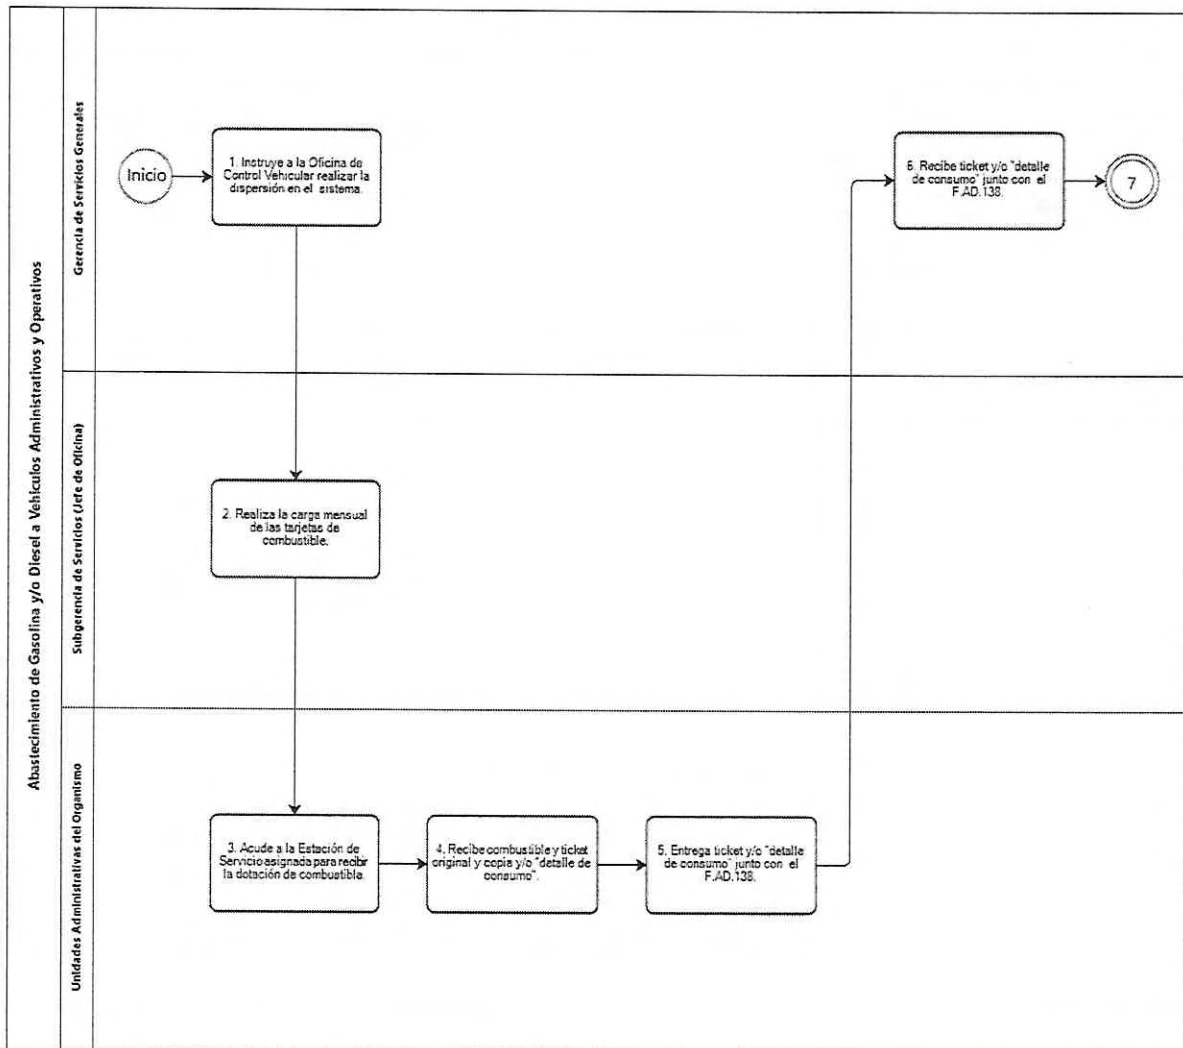 Abastecimiento de Gasolina y/o Diesel a Vehículos Administrativos y Operativos
Gerencia de Servicios Generales
Inicio
1. Instruye a la Oficina de
Control Vehicular realizar la
dispersión en el sistema.
6. Recibe ticket y/o "detalle
de consumo" junto con el
F.AD.138.
7
Subgerencia de Servicios (Jefe de Oficina)
2. Realiza la carga mensual
de las tarjetas de
combustible.
Unidades Administrativas del Organismo
3. Acude a la Estación de
Servicio asignada para recibir
la dotación de combustible.
4. Recibe combustible y ticket
original y copia y/o "detalle de
consumo".
5. Entrega ticket y/o "detalle
de consumo" junto con el
F.AD.138.